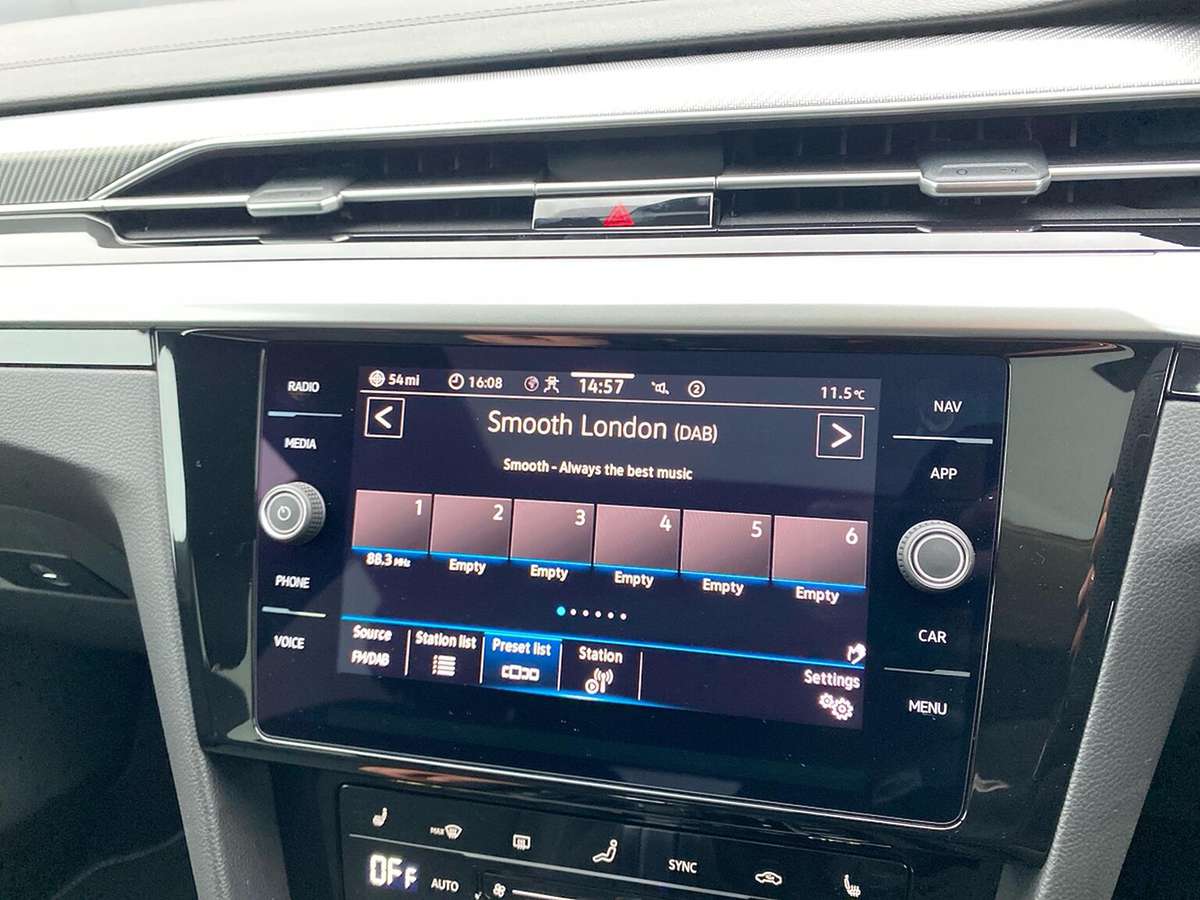 RADIO
MEDIA
PHONE
VOICE
54mi 16:08 14:57 2 11.5°C
< Smooth London (DAB) >
Smooth - Always the best music
1 2 3 4 5 6
88.3 MHz Empty Empty Empty Empty Empty
Source Station list Preset list Station Settings
FM/DAB
NAV
APP
CAR
MENU
MAX SYNC
OFF AUTO